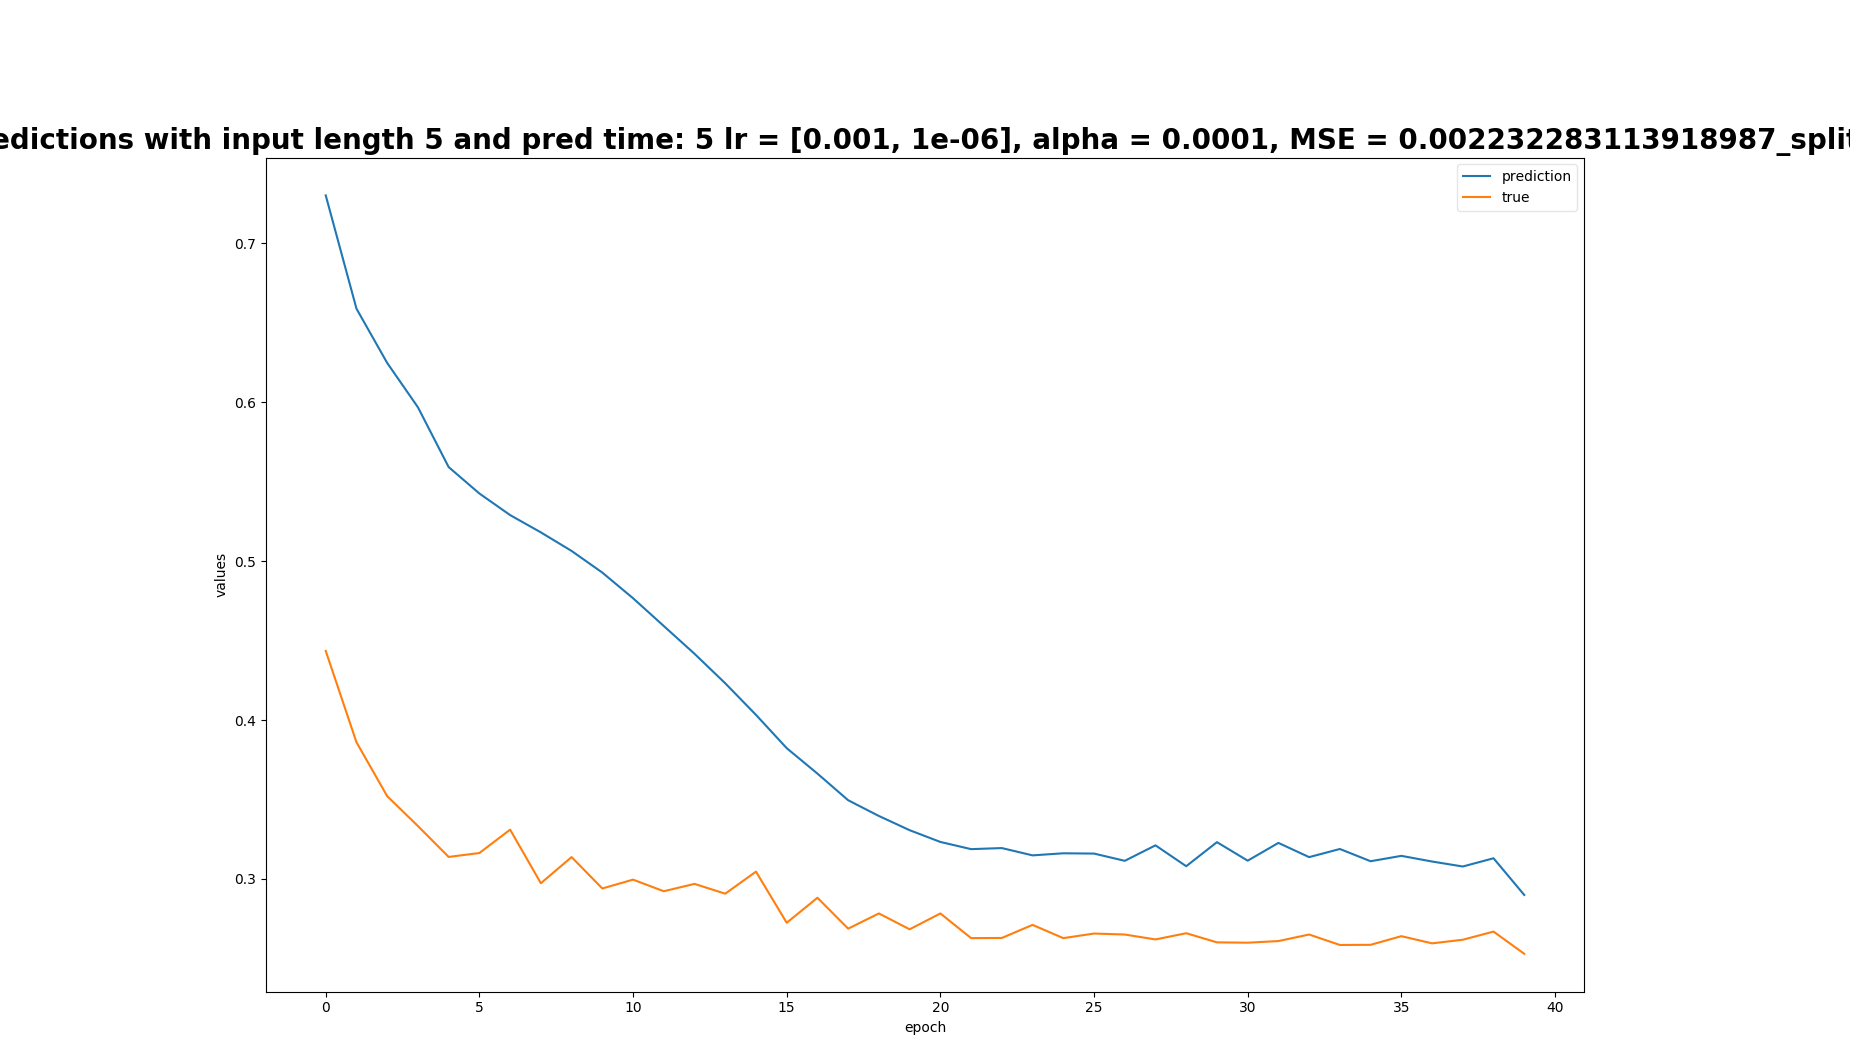 edictions with input length 5 and pred time: 5 lr = [0.001, 1e-06], alpha = 0.0001, MSE = 0.002232283113918987_split
prediction
true
0.7
0.6
0.5
0.4
0.3
values
0 5 10 15 20 25 30 35 40
epoch